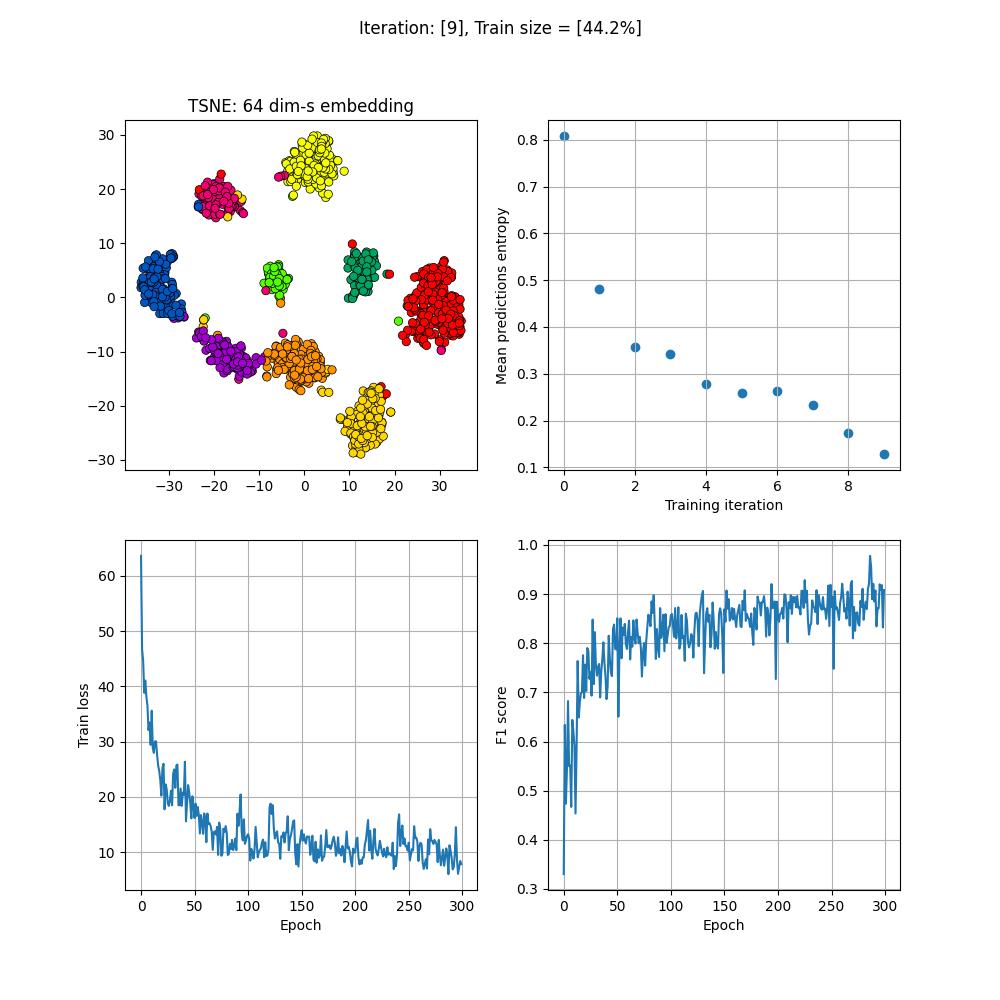 Iteration: [9], Train size = [44.2%]
TSNE: 64 dim-s embedding
30
20
10
0
−10
−20
−30
−30 −20 −10 0 10 20 30
Mean predictions entropy
0.8
0.7
0.6
0.5
0.4
0.3
0.2
0.1
0 2 4 6 8
Training iteration
Train loss
60
50
40
30
20
10
0 50 100 150 200 250 300
Epoch
F1 score
1.0
0.9
0.8
0.7
0.6
0.5
0.4
0.3
0 50 100 150 200 250 300
Epoch